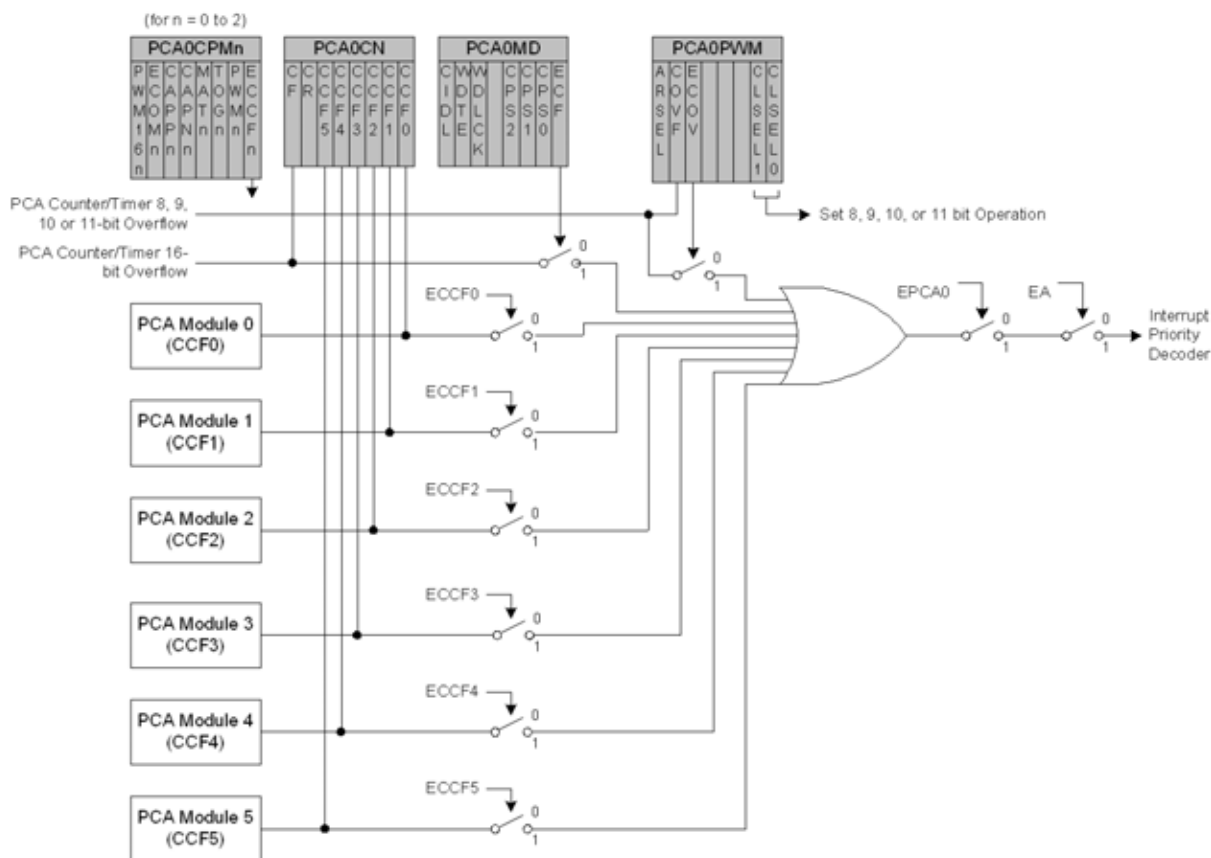 (for n = 0 to 2)
PCA0CPMn
PCA0CN
PCA0MD
PCA0PWM
PWM16n
ECOMn
CAPPn
CAPNn
MATn
TOGn
PWMn
ECCFn
CF
CR
CCF5
CCF4
CCF3
CCF2
CCF1
CCF0
CIDL
WDTE
WDLCK
CPS2
CPS1
CPS0
ECF
ARSEL
COVF
ECOV
CLSEL1
CLSEL0
PCA Counter/Timer 8, 9,
10 or 11-bit Overflow
Set 8, 9, 10, or 11 bit Operation
PCA Counter/Timer 16-
bit Overflow
0
1
0
1
PCA Module 0
(CCF0)
ECCF0
0
1
EPCA0
0
1
EA
0
1
Interrupt
Priority
Decoder
PCA Module 1
(CCF1)
ECCF1
0
1
PCA Module 2
(CCF2)
ECCF2
0
1
PCA Module 3
(CCF3)
ECCF3
0
1
PCA Module 4
(CCF4)
ECCF4
0
1
PCA Module 5
(CCF5)
ECCF5
0
1